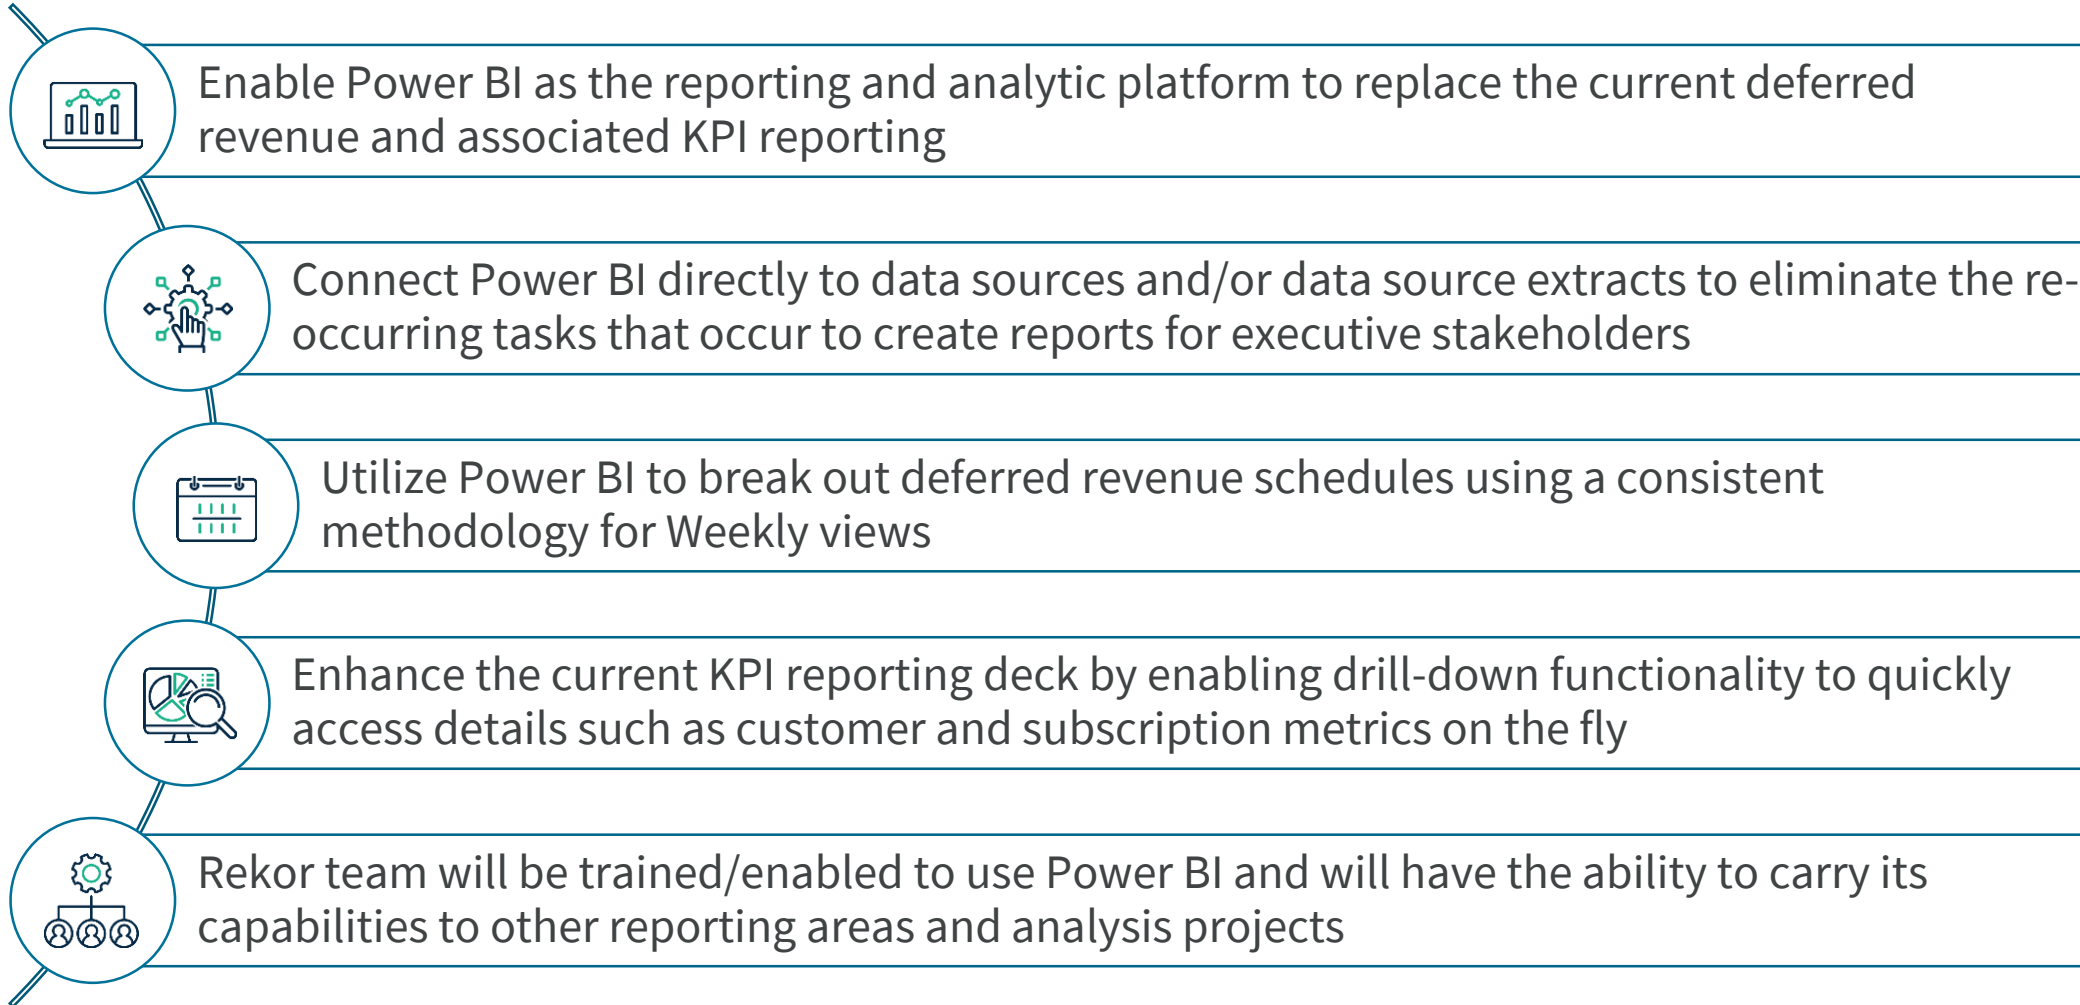 Enable Power BI as the reporting and analytic platform to replace the current deferred
revenue and associated KPI reporting
Connect Power BI directly to data sources and/or data source extracts to eliminate the re-
occurring tasks that occur to create reports for executive stakeholders
Utilize Power BI to break out deferred revenue schedules using a consistent
methodology for Weekly views
Enhance the current KPI reporting deck by enabling drill-down functionality to quickly
access details such as customer and subscription metrics on the fly
Rekor team will be trained/enabled to use Power BI and will have the ability to carry its
capabilities to other reporting areas and analysis projects